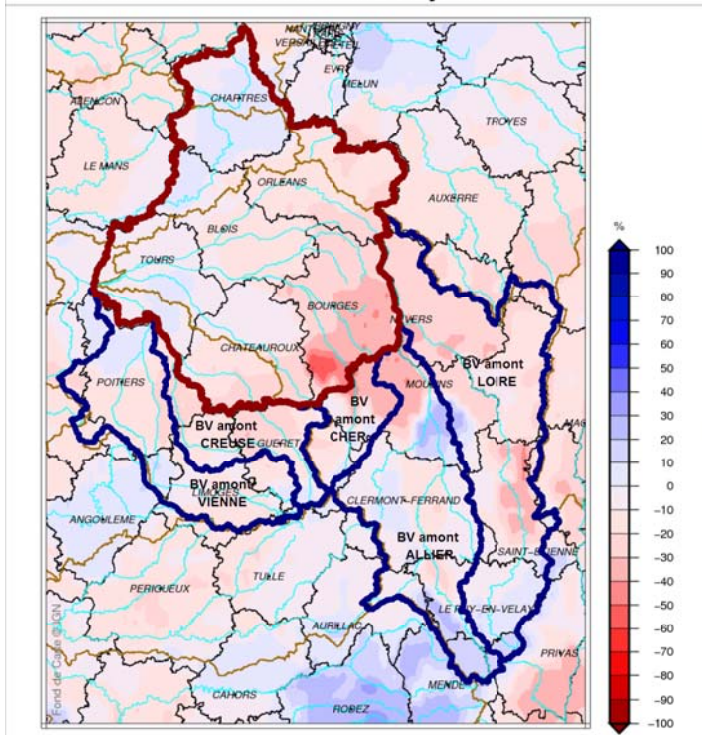 NANTERRE
EVRY
MELUN
ALENCON
CHARTRES
TROYES
LE MANS
ORLEANS
AUXERRE
BLOIS
TOURS
BOURGES
NEVERS
CHATEAUROUX
BV amont
LOIRE
POITIERS
MOULINS
BV
amont
CHER
BV amont
CREUSE
GUERET
BV amont
VIENNE
LIMOGES
CLERMONT-FERRAND
ANGOULEME
BV amont
ALLIER
SAINT-ETIENNE
TULLE
PERIGUEUX
LE PUY-EN-VELAY
AURILLAC
PRIVAS
MENDE
CAHORS
RODEZ
Fond de Carte © IGN
%
100
90
80
70
60
50
40
30
20
10
0
-10
-20
-30
-40
-50
-60
-70
-80
-90
-100